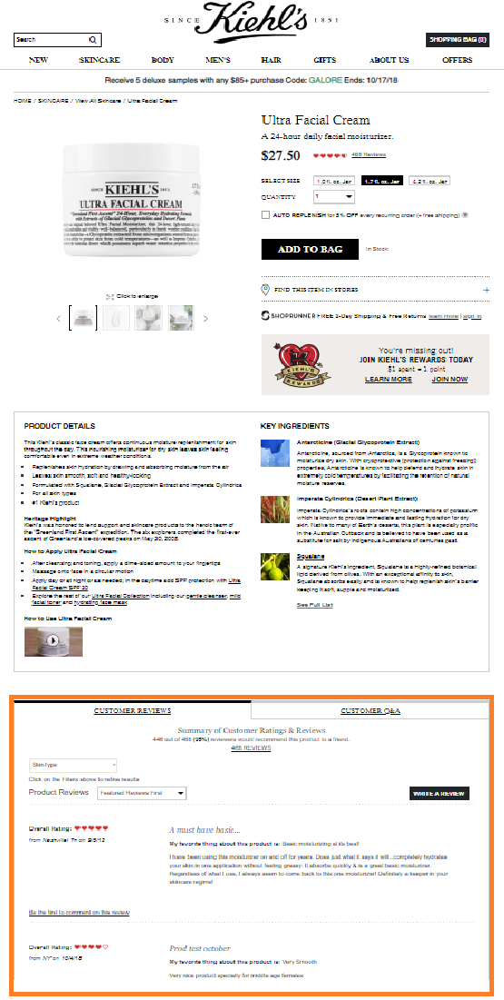 SINCE Kiehl's 1851
Search
SHOPPING BAG (0)
NEW SKINCARE BODY MEN'S HAIR GIFTS ABOUT US OFFERS
Receive 5 deluxe samples with any $85+ purchase Code: GALORE Ends: 10/17/18
HOME / SKINCARE / View All Skincare / Ultra Facial Cream
Ultra Facial Cream
A 24-hour daily facial moisturizer.
$27.50 468 Reviews
SELECT SIZE 1.7 fl. oz. Jar 4.2 fl. oz. Jar
QUANTITY 1
AUTO REPLENISH for 5% OFF every recurring order (+ free shipping) ?
ADD TO BAG In Stock
FIND THIS ITEM IN STORES +
SHOPRUNNER FREE 2-Day Shipping & Free Returns learn more | sign in
SINCE KIEHL'S 1851
ULTRA FACIAL CREAM
Click to enlarge
K
KIEHL'S
REWARDS
You're missing out!
JOIN KIEHL'S REWARDS TODAY
$1 spent = 1 point
LEARN MORE JOIN NOW
PRODUCT DETAILS
This Kiehl's classic face cream offers continuous moisture replenishment for skin
throughout the day. This nourishing moisturizer for dry skin leaves skin feeling
comfortable even in extreme weather conditions.
Replenishes skin hydration by drawing and absorbing moisture from the air
Leaves skin smooth, soft and healthy-looking
Formulated with Squalane, Glacial Glycoprotein and Imperata Cylindrica
For all skin types
#1 Kiehl's product
Heritage Highlight
Kiehl's was honored to lend support and skincare products to the heroic team of
the "Greenland First Ascent" expedition. The six explorers completed the first-ever
ascent of Greenland's ice-covered peaks on May 20, 2005.
How to Apply Ultra Facial Cream
After cleansing and toning, apply a dime-sized amount to your fingertips
Massage onto face in a circular motion
Apply day or at night or as needed; in the daytime add SPF protection with Ultra
Facial Cream SPF 30
Explore the rest of our Ultra Facial Collection including our gentle cleanser, mild
facial toner and hydrating face mask
How to Use Ultra Facial Cream
KEY INGREDIENTS
Antarcticine (Glacial Glycoprotein Extract)
Antarcticine, sourced from Antarctica, is a Glycoprotein known to
moisturize dry skin. With cryoprotective (protection against freezing)
properties, Antarcticine is known to help defend and hydrate skin in
extremely cold temperatures by facilitating the retention of natural
moisture reserves.
Imperata Cylindrica (Desert Plant Extract)
Imperata Cylindrica's roots contain high concentrations of potassium
which is known to provide immediate and lasting hydration for dry
skin. Native to many of Earth's deserts, this plant is especially prolific
in the Australian Outback and is believed to have been used as a
substitute for salt by indigenous Australians of centuries past.
Squalane
A signature Kiehl's ingredient, Squalane is a highly-refined botanical
lipid derived from olives. With an exceptional affinity to skin,
Squalane absorbs easily and is known to help replenish skin's barrier
keeping it soft, supple and moisturized.
See Full List
CUSTOMER REVIEWS CUSTOMER Q&A
Summary of Customer Ratings & Reviews
446 out of 468 (95%) reviewers would recommend this product to a friend.
468 REVIEWS
Skin Type
Click on the Filters above to refine results
Product Reviews Featured Reviews First
WRITE A REVIEW
Overall Rating:
from Nashville Tn on 9/5/12
A must have basic...
My favorite thing about this product is: Basic moisturizing at its best!
I have been using this moisturizer on and off for years. Does just what it says it will...completely hydrates
your skin in one application without feeling greasy. It absorbs quickly & is a great basic moisturizer.
Regardless of what I use, I always seem to come back to this one moisturizer! Definitely a keeper in your
skincare regime!
Be the first to comment on this review
Overall Rating:
from NY on 10/4/18
Prod test october
My favorite thing about this product is: Very Smooth
Very nice product specially for middle age females